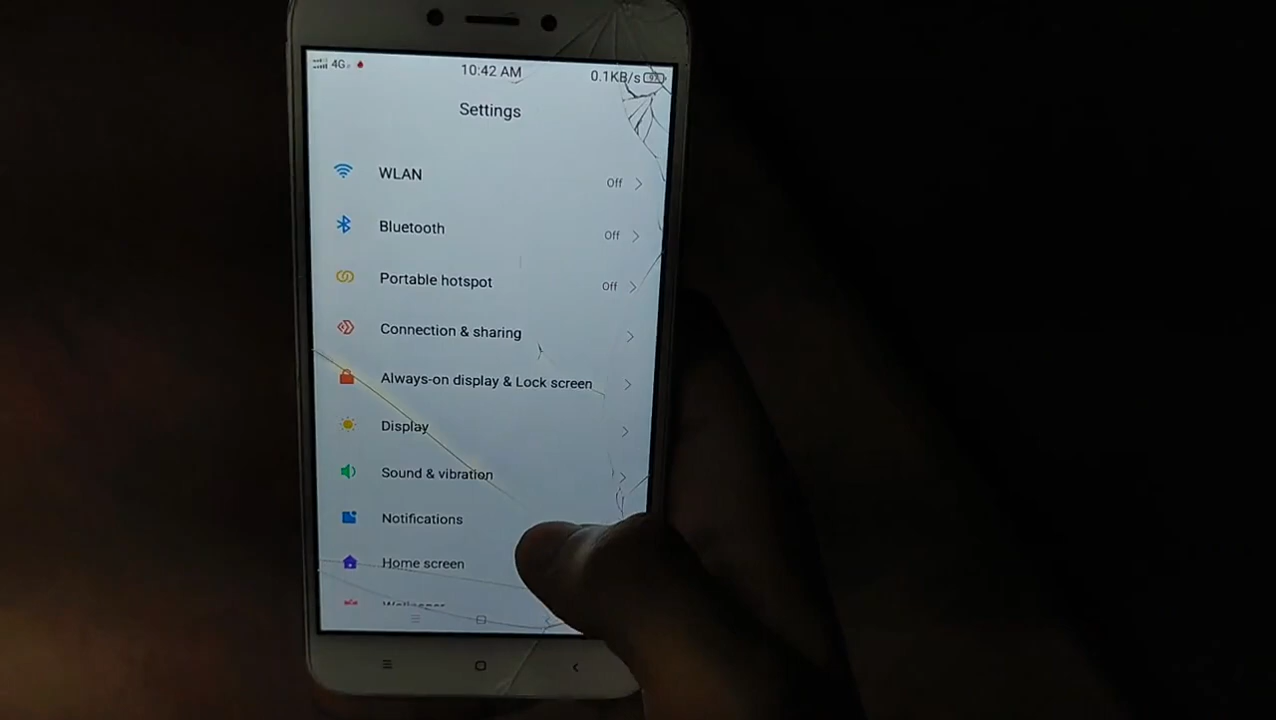 4G
10:42 AM
0.1KB/s
Settings
WLAN
Off
Bluetooth
Off
Portable hotspot
Off
Connection & sharing
Always-on display & Lock screen
Display
Sound & vibration
Notifications
Home screen